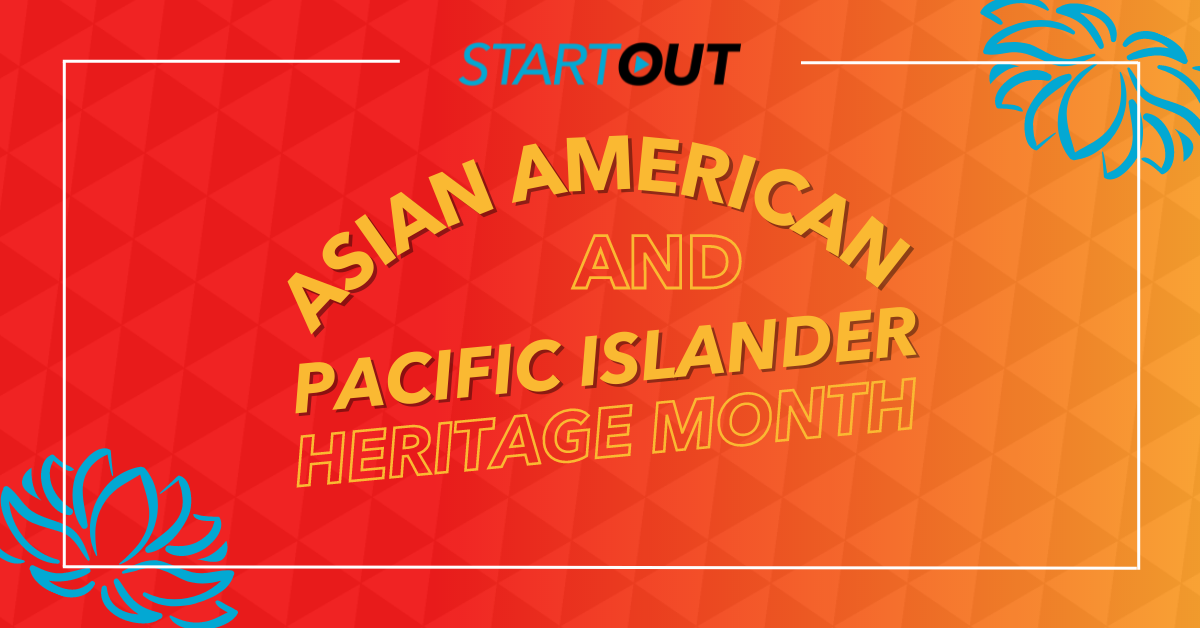 STARTOUT
ASIAN AMERICAN
AND
PACIFIC ISLANDER
HERITAGE MONTH